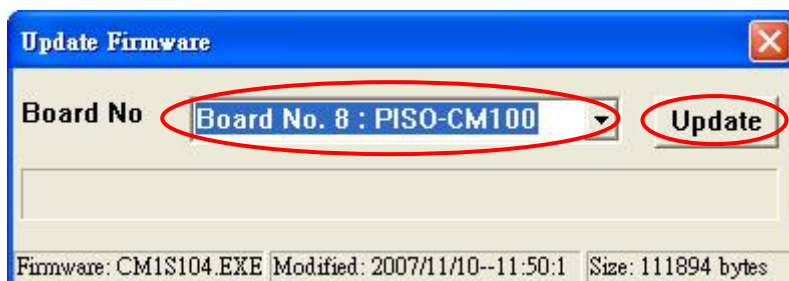 Update Firmware
Board No Board No. 8 : PISO-CM100 Update
Firmware: CM1S104.EXE Modified: 2007/11/10--11:50:1 Size: 111894 bytes